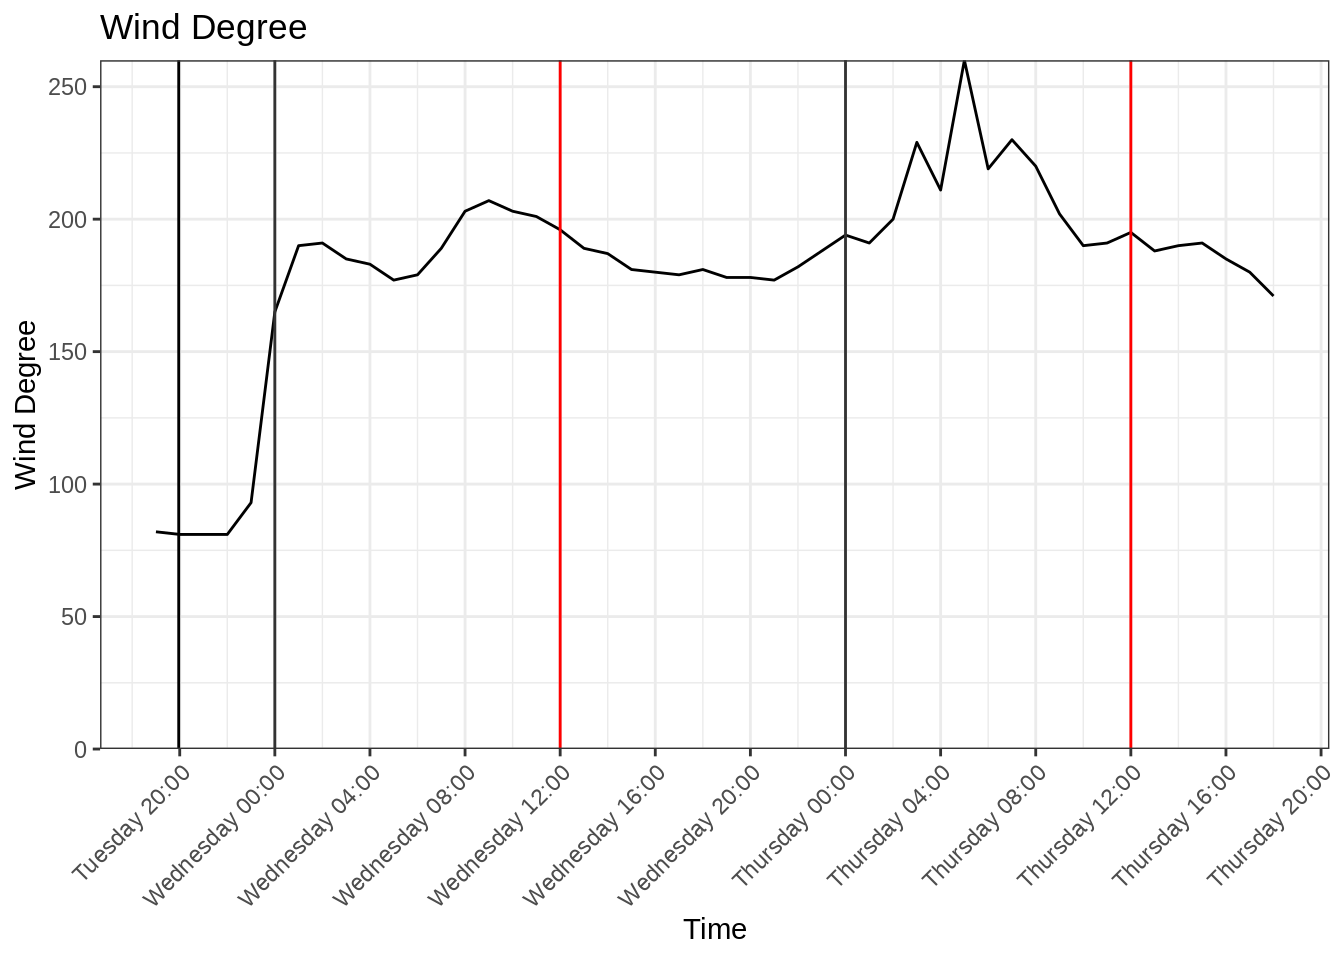 Wind Degree
Wind Degree
250
200
150
100
50
0
Tuesday 20:00
Wednesday 00:00
Wednesday 04:00
Wednesday 08:00
Wednesday 12:00
Wednesday 16:00
Wednesday 20:00
Thursday 00:00
Thursday 04:00
Thursday 08:00
Thursday 12:00
Thursday 16:00
Thursday 20:00
Time